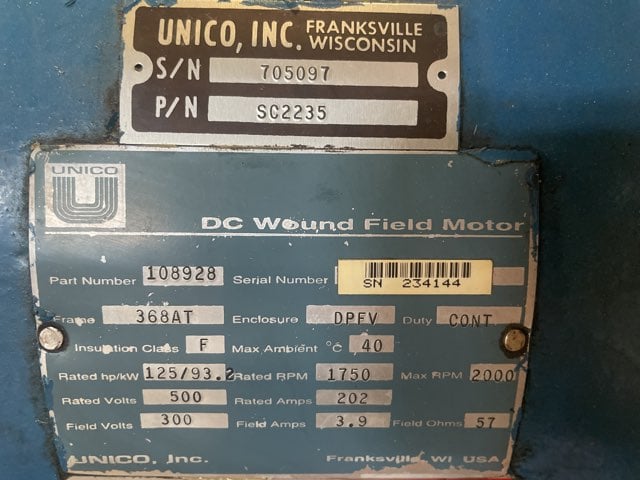 UNICO, INC. FRANKSVILLE WISCONSIN
S/N 705097
P/N SC2235
UNICO
DC Wound Field Motor
Part Number 108928 Serial Number SN 234144
Frame 368AT Enclosure DPFV Duty CONT
Insulation Class F Max Ambient °C 40
Rated hp/kW 125/93.2 Rated RPM 1750 Max RPM 2000
Rated Volts 500 Rated Amps 202
Field Volts 300 Field Amps 3.9 Field Ohms 57
UNICO, Inc. Franksville, WI USA